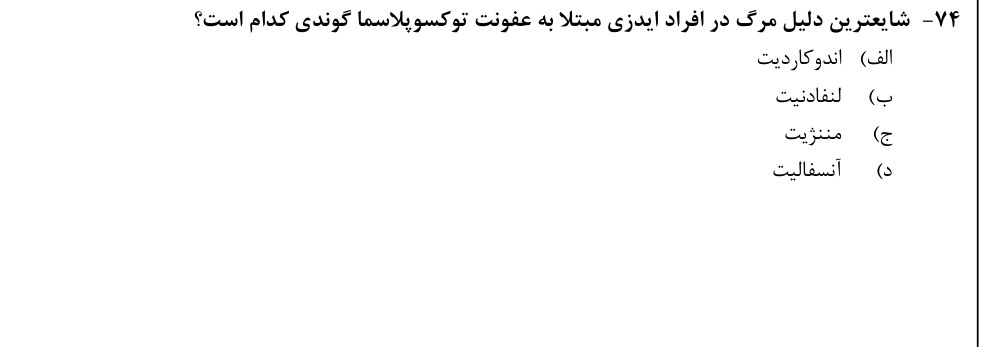 ۷۴- شایعترین دلیل مرگ در افراد ایدزی مبتلا به عفونت توکسوپلاسما گوندی کدام است؟
الف) اندوکاردیت
ب) لنفادنیت
ج) مننژیت
د) آنسفالیت